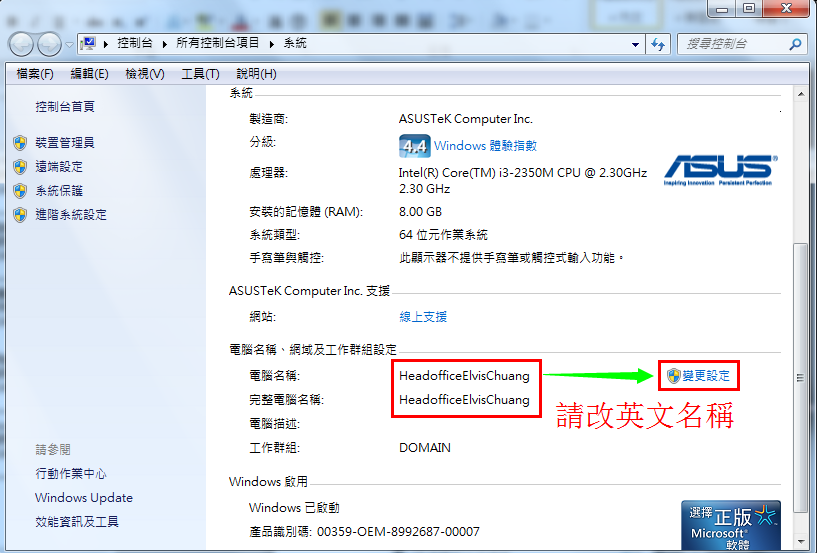 控制台 ▸ 所有控制台項目 ▸ 系統
搜尋控制台
檔案(F) 編輯(E) 檢視(V) 工具(T) 說明(H)
控制台首頁
裝置管理員
遠端設定
系統保護
進階系統設定
請參閱
行動作業中心
Windows Update
效能資訊及工具
系統
製造商: ASUSTeK Computer Inc.
分級: 4.4 Windows 體驗指數
處理器: Intel(R) Core(TM) i3-2350M CPU @ 2.30GHz
2.30 GHz
安裝的記憶體 (RAM): 8.00 GB
系統類型: 64 位元作業系統
手寫筆與觸控: 此顯示器不提供手寫筆或觸控式輸入功能。
ASUS
Inspiring Innovation Persistent Perfection
ASUSTeK Computer Inc. 支援
網站: 線上支援
電腦名稱、網域及工作群組設定
電腦名稱: HeadofficeElvisChuang 變更設定
完整電腦名稱: HeadofficeElvisChuang
請改英文名稱
電腦描述:
工作群組: DOMAIN
Windows 啟用
Windows 已啟動
產品識別碼: 00359-OEM-8992687-00007
選擇 正版
Microsoft®
軟體